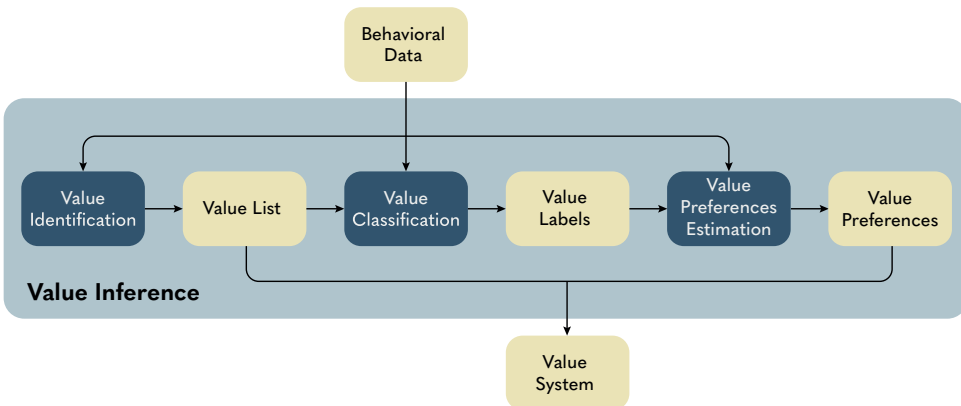 Behavioral
Data
Value
Identification
Value List
Value
Classification
Value
Labels
Value
Preferences
Estimation
Value
Preferences
Value Inference
Value
System